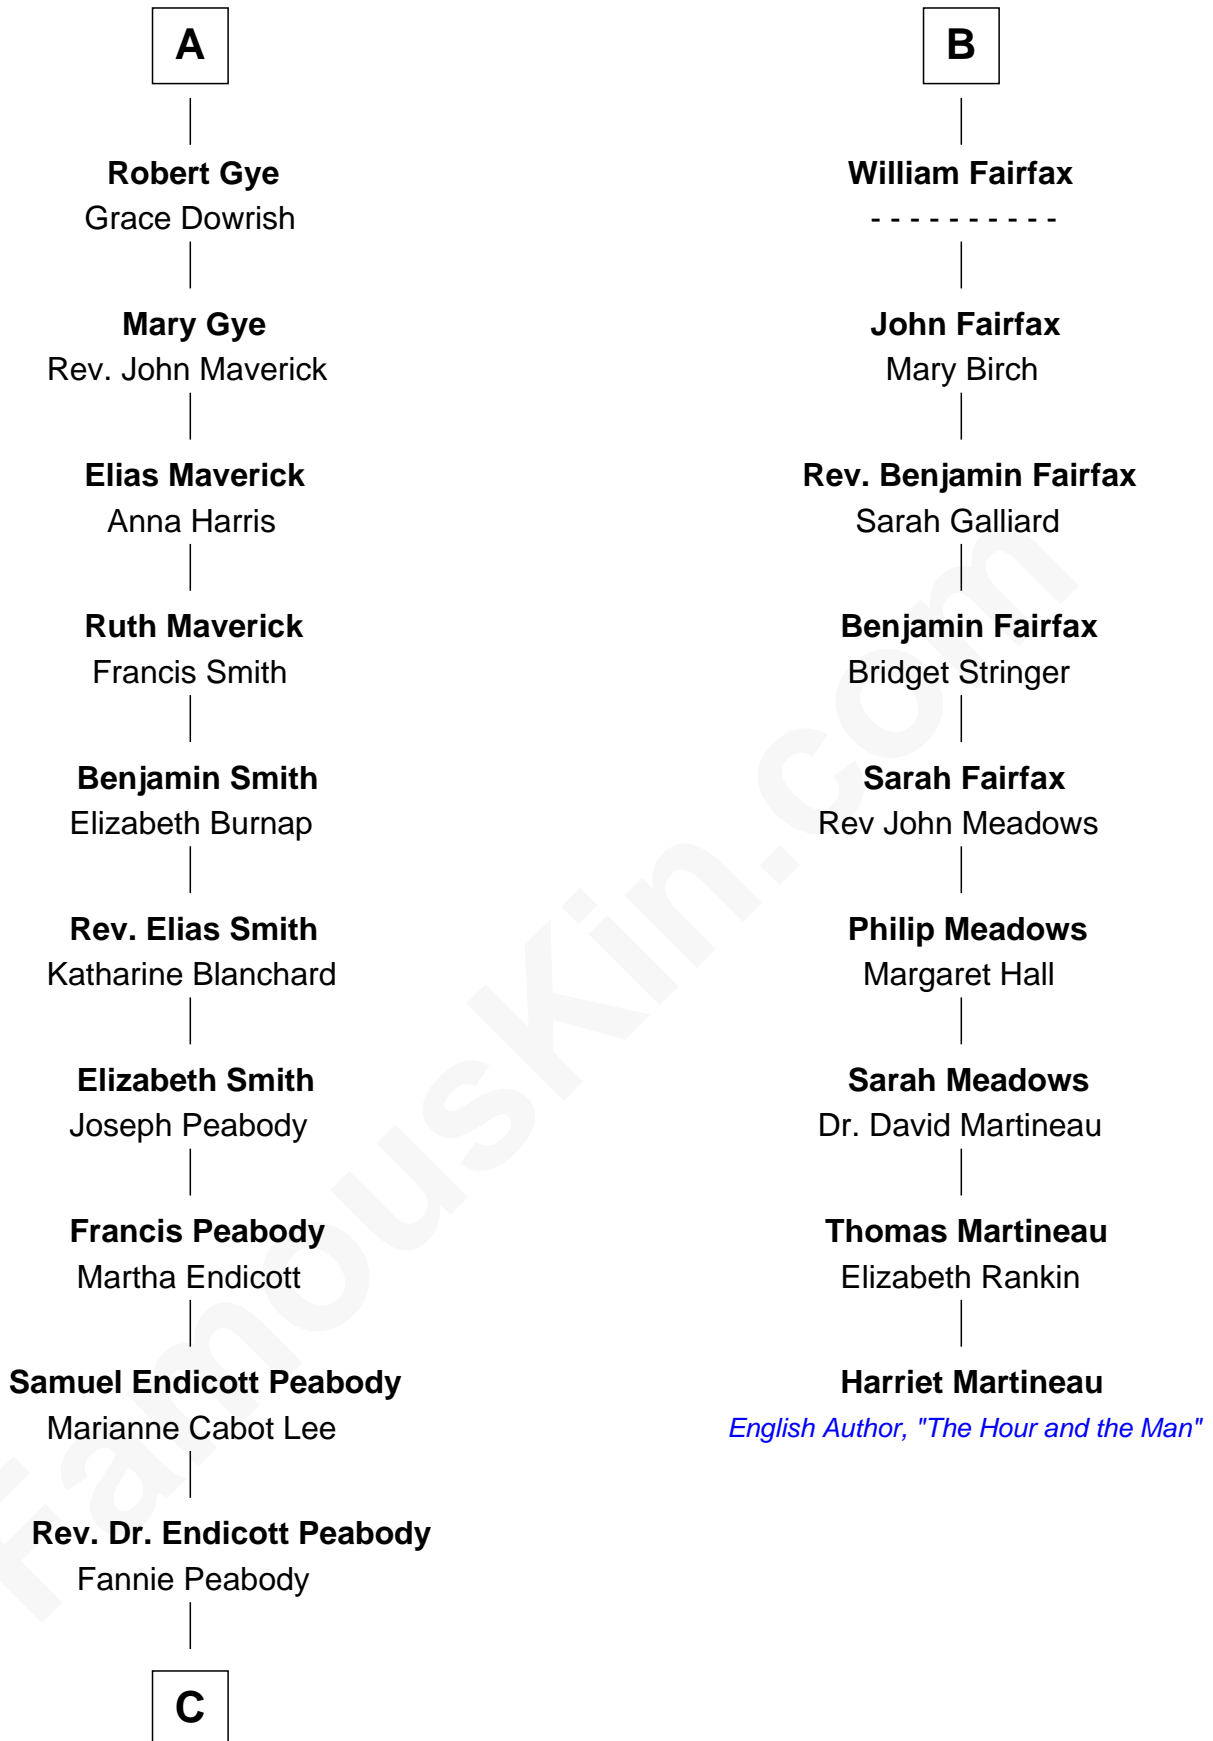 A
Robert Gye
Grace Dowrish
Mary Gye
Rev. John Maverick
Elias Maverick
Anna Harris
Ruth Maverick
Francis Smith
Benjamin Smith
Elizabeth Burnap
Rev. Elias Smith
Katharine Blanchard
Elizabeth Smith
Joseph Peabody
Francis Peabody
Martha Endicott
Samuel Endicott Peabody
Marianne Cabot Lee
Rev. Dr. Endicott Peabody
Fannie Peabody
C
B
William Fairfax
- - - - - - - - - -
John Fairfax
Mary Birch
Rev. Benjamin Fairfax
Sarah Galliard
Benjamin Fairfax
Bridget Stringer
Sarah Fairfax
Rev John Meadows
Philip Meadows
Margaret Hall
Sarah Meadows
Dr. David Martineau
Thomas Martineau
Elizabeth Rankin
Harriet Martineau
English Author, "The Hour and the Man"
FamousKin.com